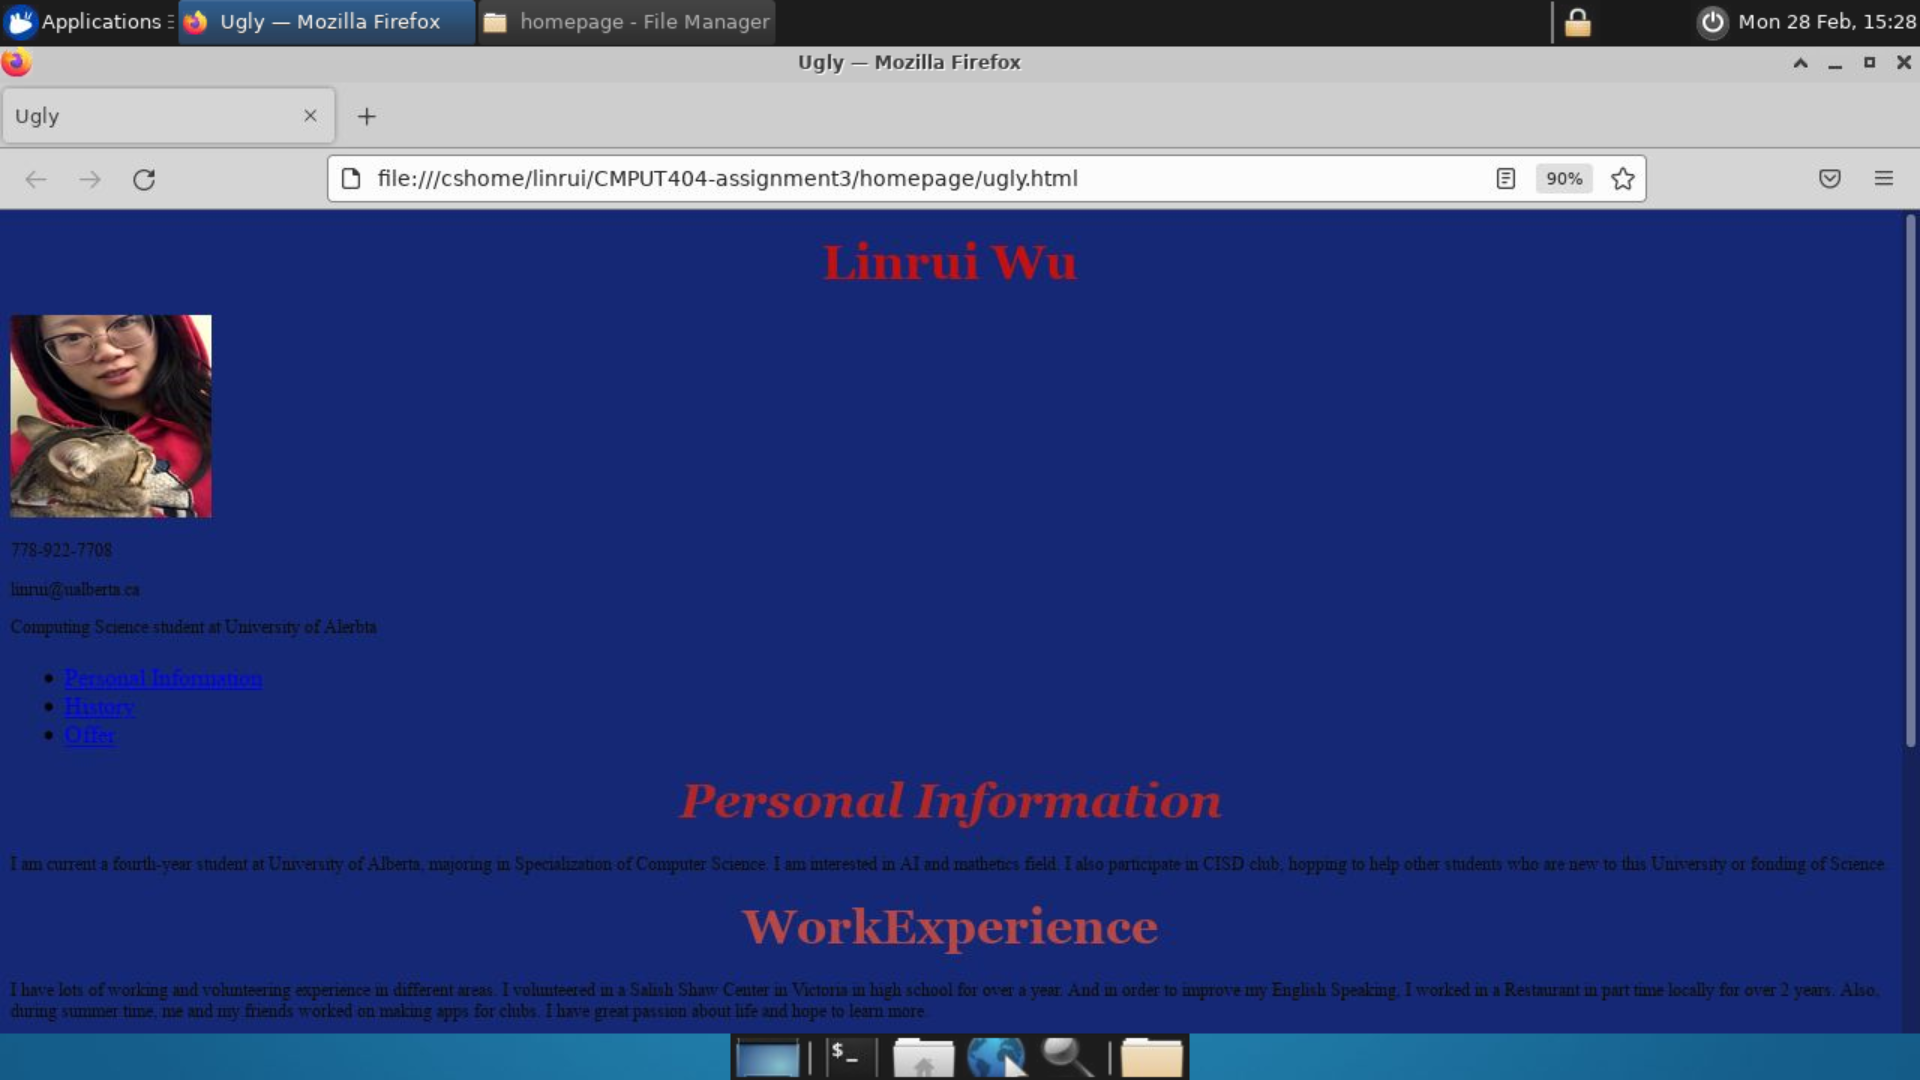 Applications
Ugly — Mozilla Firefox
homepage - File Manager
Mon 28 Feb, 15:28
Ugly — Mozilla Firefox
Ugly
file:///cshome/linrui/CMPUT404-assignment3/homepage/ugly.html
90%
Linrui Wu
778-922-7708
linrui@ualberta.ca
Computing Science student at University of Alerbta
Personal Information
History
Offer
Personal Information
I am current a fourth-year student at University of Alberta, majoring in Specialization of Computer Science. I am interested in AI and mathetics field. I also participate in CISD club, hopping to help other students who are new to this University or fonding of Science.
WorkExperience
I have lots of working and volunteering experience in different areas. I volunteered in a Salish Shaw Center in Victoria in high school for over a year. And in order to improve my English Speaking, I worked in a Restaurant in part time locally for over 2 years. Also,
during summer time, me and my friends worked on making apps for clubs. I have great passion about life and hope to learn more.
$_